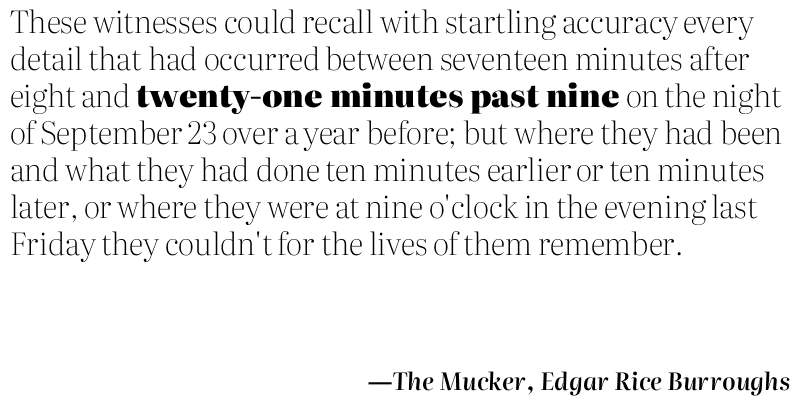 These witnesses could recall with startling accuracy every
detail that had occurred between seventeen minutes after
eight and twenty-one minutes past nine on the night
of September 23 over a year before; but where they had been
and what they had done ten minutes earlier or ten minutes
later, or where they were at nine o'clock in the evening last
Friday they couldn't for the lives of them remember.
—The Mucker, Edgar Rice Burroughs